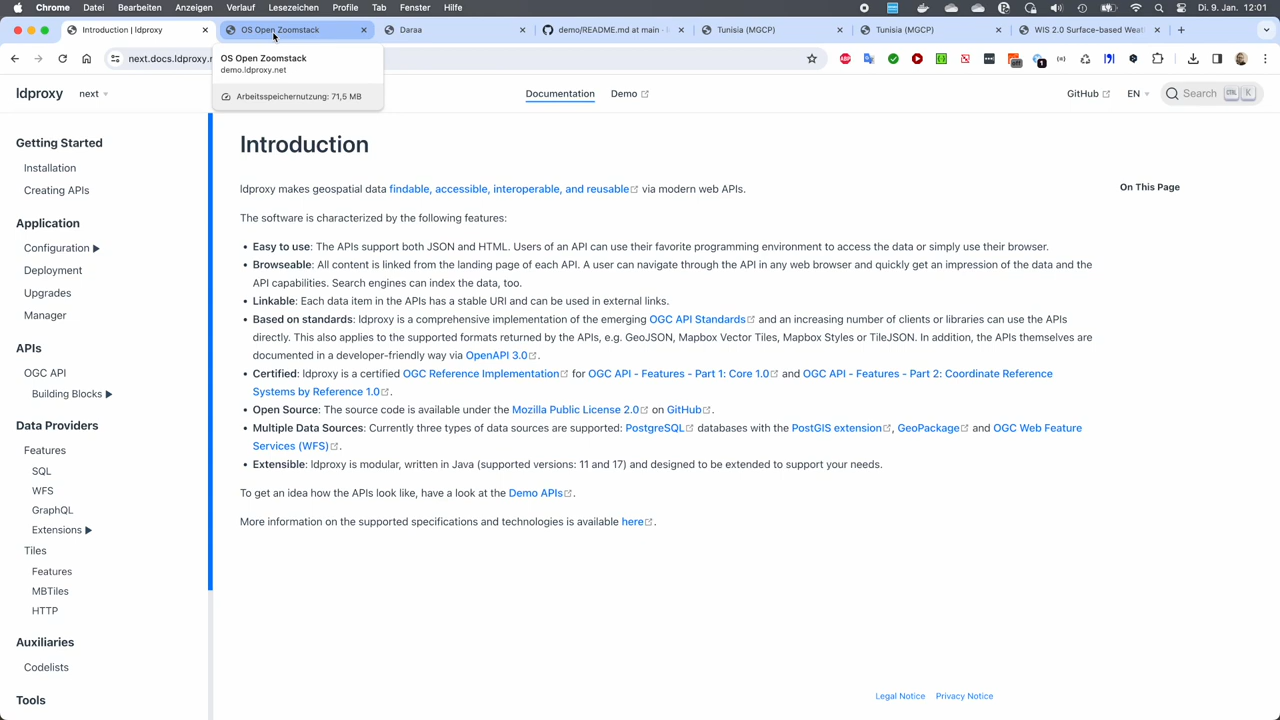 Chrome Datei Bearbeiten Anzeigen Verlauf Lesezeichen Profile Tab Fenster Hilfe Di. 9. Jan. 12:01
Introduction | ldproxy OS Open Zoomstack Daraa demo/README.md at main · Tunisia (MGCP) Tunisia (MGCP) WIS 2.0 Surface-based Weat
next.docs.ldproxy.n
OS Open Zoomstack
demo.ldproxy.net
Arbeitsspeichernutzung: 71,5 MB
ldproxy next Documentation Demo GitHub EN Search CTRL K
Getting Started
Installation
Creating APIs
Application
Configuration
Deployment
Upgrades
Manager
APIs
OGC API
Building Blocks
Data Providers
Features
SQL
WFS
GraphQL
Extensions
Tiles
Features
MBTiles
HTTP
Auxiliaries
Codelists
Tools
Introduction
ldproxy makes geospatial data findable, accessible, interoperable, and reusable via modern web APIs.
The software is characterized by the following features:
• Easy to use: The APIs support both JSON and HTML. Users of an API can use their favorite programming environment to access the data or simply use their browser.
• Browseable: All content is linked from the landing page of each API. A user can navigate through the API in any web browser and quickly get an impression of the data and the
API capabilities. Search engines can index the data, too.
• Linkable: Each data item in the APIs has a stable URI and can be used in external links.
• Based on standards: ldproxy is a comprehensive implementation of the emerging OGC API Standards and an increasing number of clients or libraries can use the APIs
directly. This also applies to the supported formats returned by the APIs, e.g. GeoJSON, Mapbox Vector Tiles, Mapbox Styles or TileJSON. In addition, the APIs themselves are
documented in a developer-friendly way via OpenAPI 3.0.
• Certified: ldproxy is a certified OGC Reference Implementation for OGC API - Features - Part 1: Core 1.0 and OGC API - Features - Part 2: Coordinate Reference
Systems by Reference 1.0.
• Open Source: The source code is available under the Mozilla Public License 2.0 on GitHub.
• Multiple Data Sources: Currently three types of data sources are supported: PostgreSQL databases with the PostGIS extension, GeoPackage and OGC Web Feature
Services (WFS).
• Extensible: ldproxy is modular, written in Java (supported versions: 11 and 17) and designed to be extended to support your needs.
To get an idea how the APIs look like, have a look at the Demo APIs.
More information on the supported specifications and technologies is available here.
On This Page
Legal Notice Privacy Notice